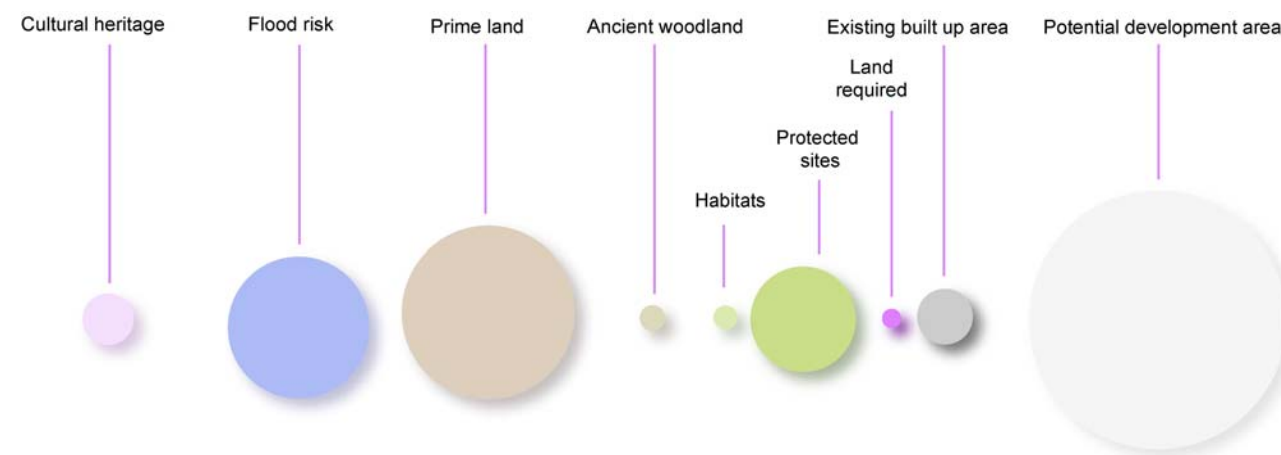 Cultural heritage
Flood risk
Prime land
Ancient woodland
Existing built up area
Potential development area
Land
required
Protected
sites
Habitats